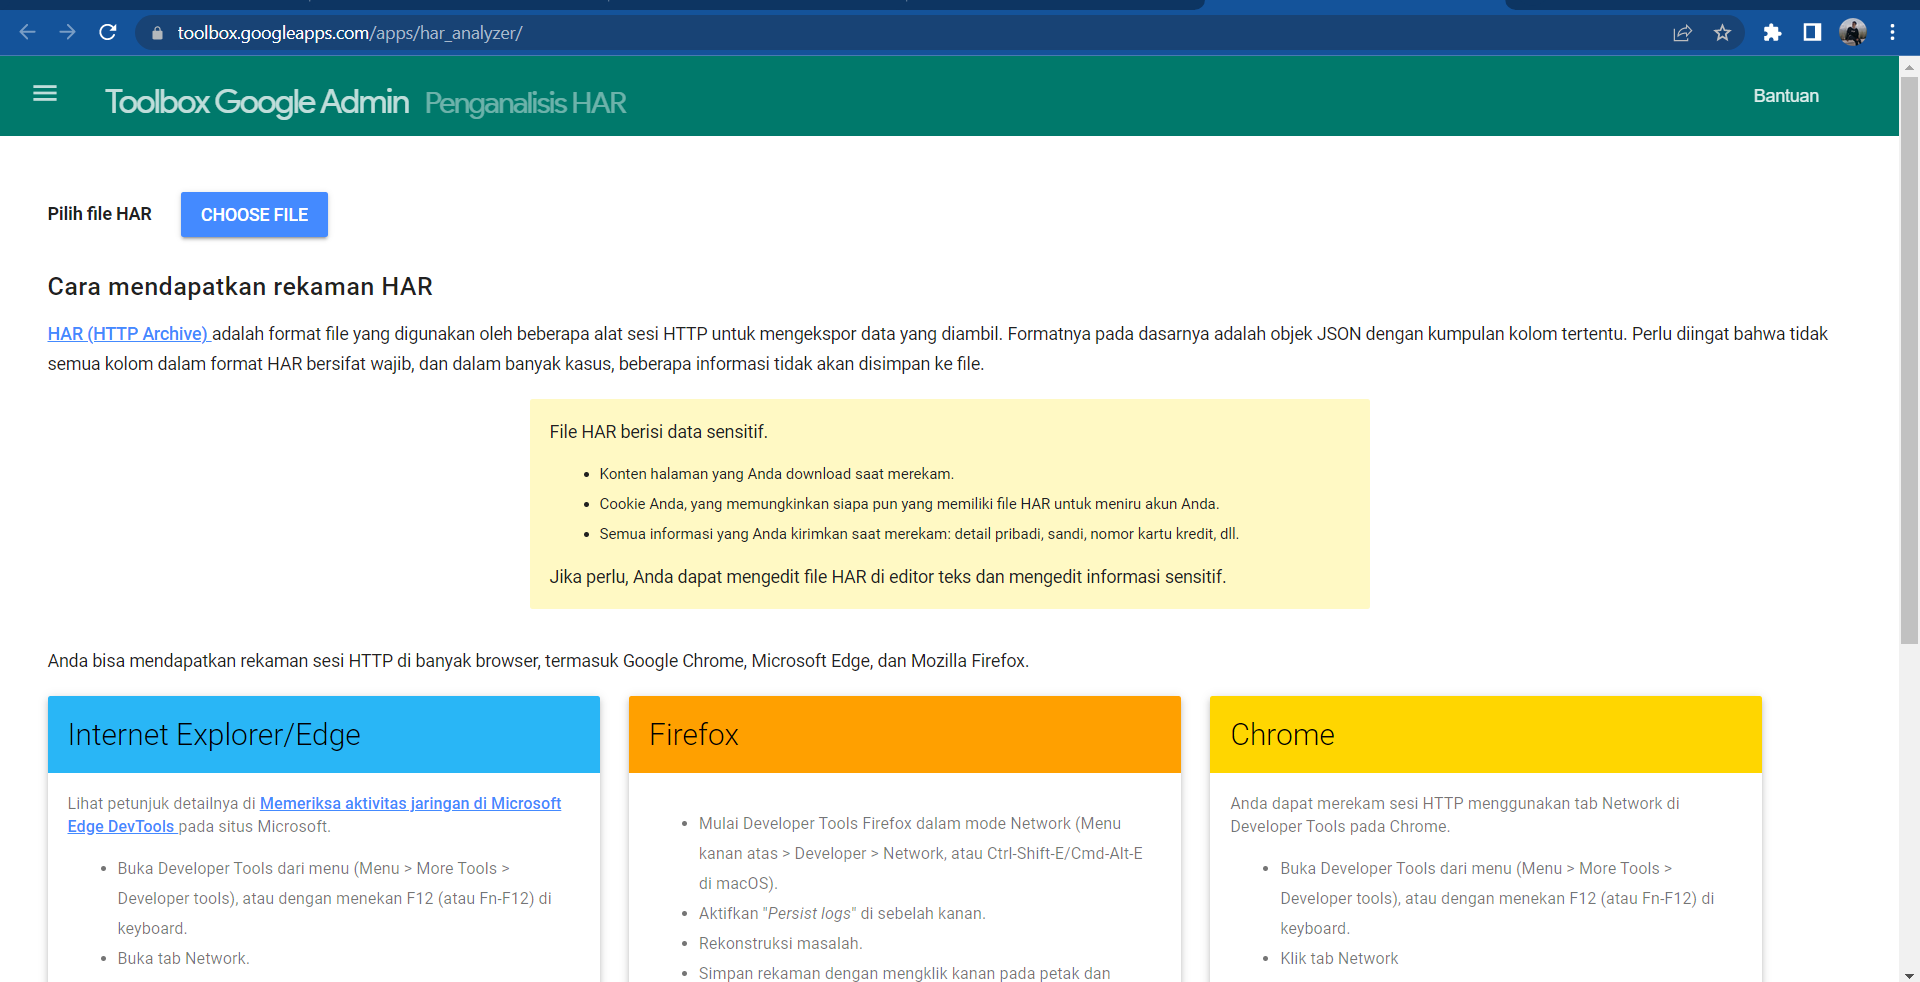 toolbox.googleapps.com/apps/har_analyzer/
Toolbox Google Admin Penganalisis HAR
Bantuan
Pilih file HAR
CHOOSE FILE
Cara mendapatkan rekaman HAR
HAR (HTTP Archive) adalah format file yang digunakan oleh beberapa alat sesi HTTP untuk mengekspor data yang diambil. Formatnya pada dasarnya adalah objek JSON dengan kumpulan kolom tertentu. Perlu diingat bahwa tidak
semua kolom dalam format HAR bersifat wajib, dan dalam banyak kasus, beberapa informasi tidak akan disimpan ke file.
File HAR berisi data sensitif.
• Konten halaman yang Anda download saat merekam.
• Cookie Anda, yang memungkinkan siapa pun yang memiliki file HAR untuk meniru akun Anda.
• Semua informasi yang Anda kirimkan saat merekam: detail pribadi, sandi, nomor kartu kredit, dll.
Jika perlu, Anda dapat mengedit file HAR di editor teks dan mengedit informasi sensitif.
Anda bisa mendapatkan rekaman sesi HTTP di banyak browser, termasuk Google Chrome, Microsoft Edge, dan Mozilla Firefox.
Internet Explorer/Edge
Lihat petunjuk detailnya di Memeriksa aktivitas jaringan di Microsoft
Edge DevTools pada situs Microsoft.
• Buka Developer Tools dari menu (Menu > More Tools >
Developer tools), atau dengan menekan F12 (atau Fn-F12) di
keyboard.
• Buka tab Network.
Firefox
• Mulai Developer Tools Firefox dalam mode Network (Menu
kanan atas > Developer > Network, atau Ctrl-Shift-E/Cmd-Alt-E
di macOS).
• Aktifkan "Persist logs" di sebelah kanan.
• Rekonstruksi masalah.
• Simpan rekaman dengan mengklik kanan pada petak dan
Chrome
Anda dapat merekam sesi HTTP menggunakan tab Network di
Developer Tools pada Chrome.
• Buka Developer Tools dari menu (Menu > More Tools >
Developer tools), atau dengan menekan F12 (atau Fn-F12) di
keyboard.
• Klik tab Network